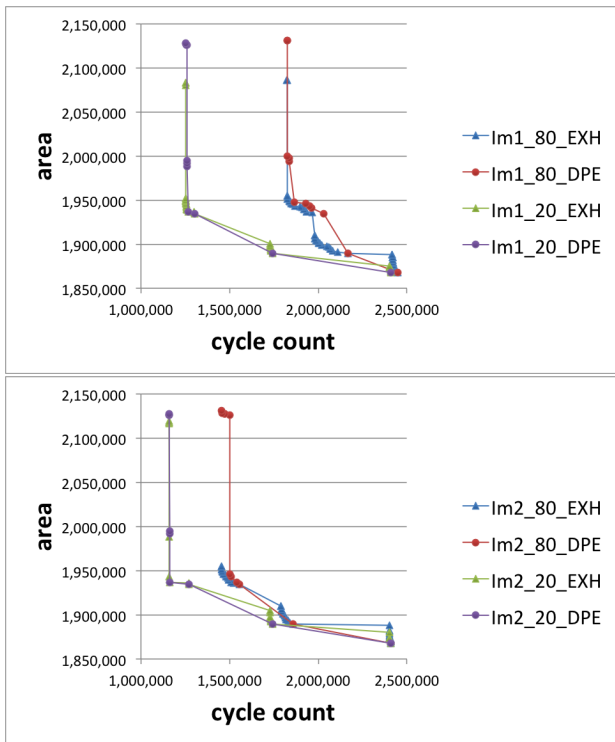 2,150,000
2,100,000
2,050,000
2,000,000
1,950,000
1,900,000
1,850,000
area
1,000,000 1,500,000 2,000,000 2,500,000
cycle count
Im1_80_EXH
Im1_80_DPE
Im1_20_EXH
Im1_20_DPE
2,150,000
2,100,000
2,050,000
2,000,000
1,950,000
1,900,000
1,850,000
area
1,000,000 1,500,000 2,000,000 2,500,000
cycle count
Im2_80_EXH
Im2_80_DPE
Im2_20_EXH
Im2_20_DPE